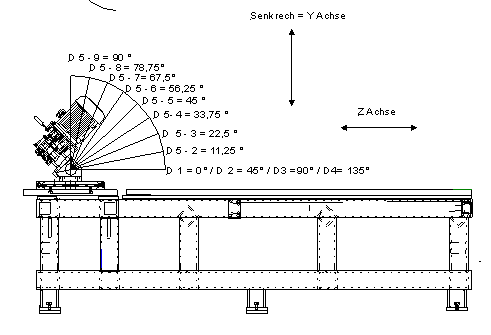 Senkrech = Y Achse
Z Achse
D 5 - 9 = 90 °
D 5 - 8 = 78,75°
D 5 - 7 = 67,5°
D 5 - 6 = 56,25 °
D 5 - 5 = 45 °
D 5 - 4 = 33,75 °
D 5 - 3 = 22,5 °
D 5 - 2 = 11,25 °
D 1 = 0° / D 2 = 45° / D3 = 90° / D4 = 135°